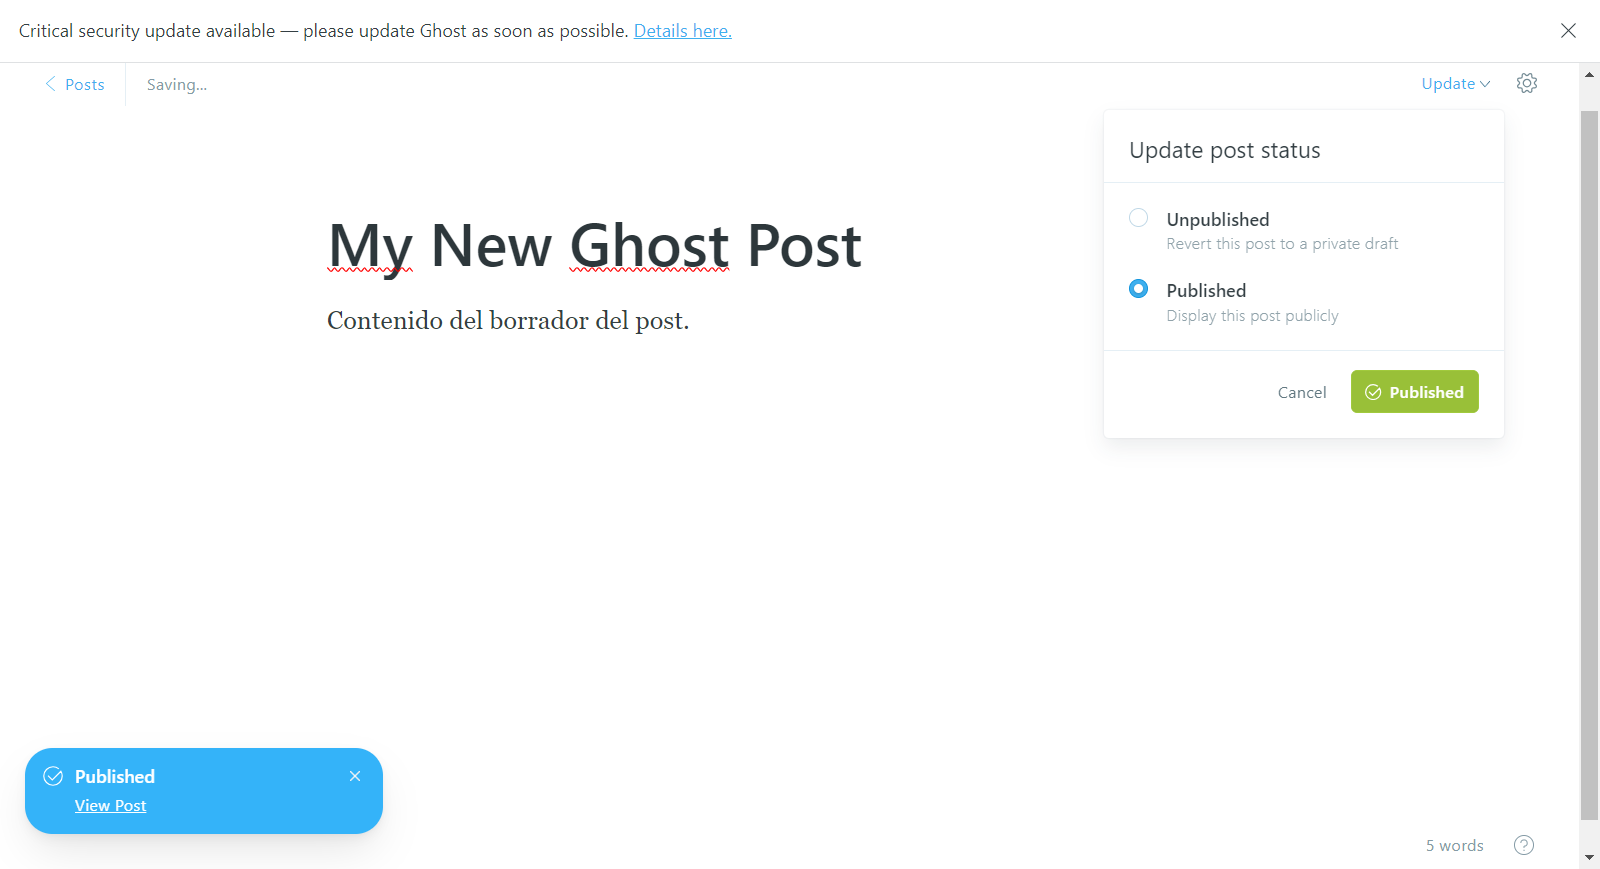 Critical security update available — please update Ghost as soon as possible. Details here.
Posts
Saving...
Update
Update post status
Unpublished
Revert this post to a private draft
Published
Display this post publicly
Cancel
Published
My New Ghost Post
Contenido del borrador del post.
Published
View Post
5 words
?